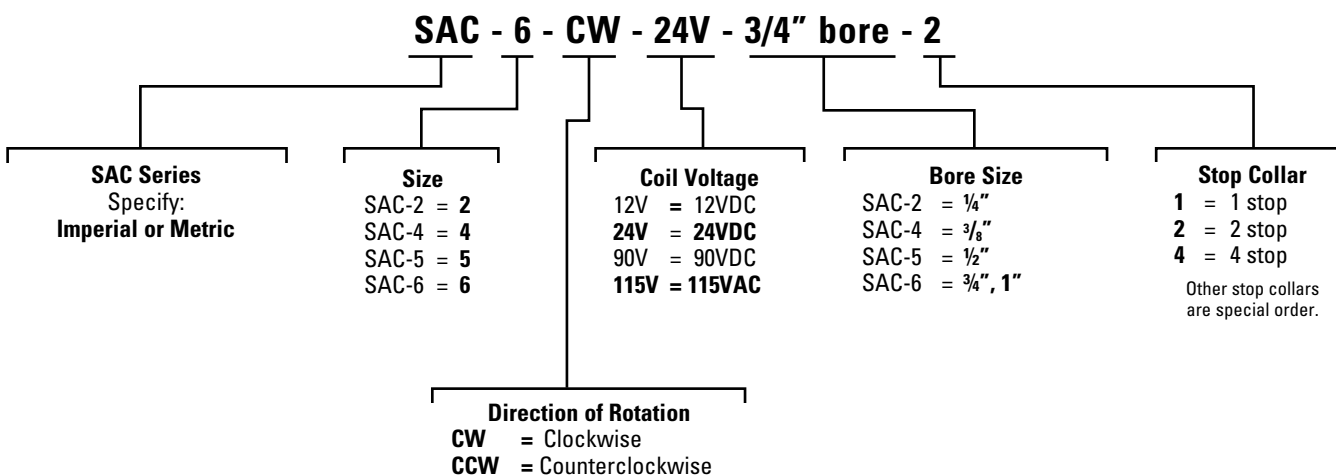 SAC - 6 - CW - 24V - 3/4" bore - 2
SAC Series
Specify:
Imperial or Metric
Size
SAC-2 = 2
SAC-4 = 4
SAC-5 = 5
SAC-6 = 6
Coil Voltage
12V = 12VDC
24V = 24VDC
90V = 90VDC
115V = 115VAC
Bore Size
SAC-2 = ¼"
SAC-4 = ³/₈"
SAC-5 = ½"
SAC-6 = ¾", 1"
Stop Collar
1 = 1 stop
2 = 2 stop
4 = 4 stop
Other stop collars
are special order.
Direction of Rotation
CW = Clockwise
CCW = Counterclockwise